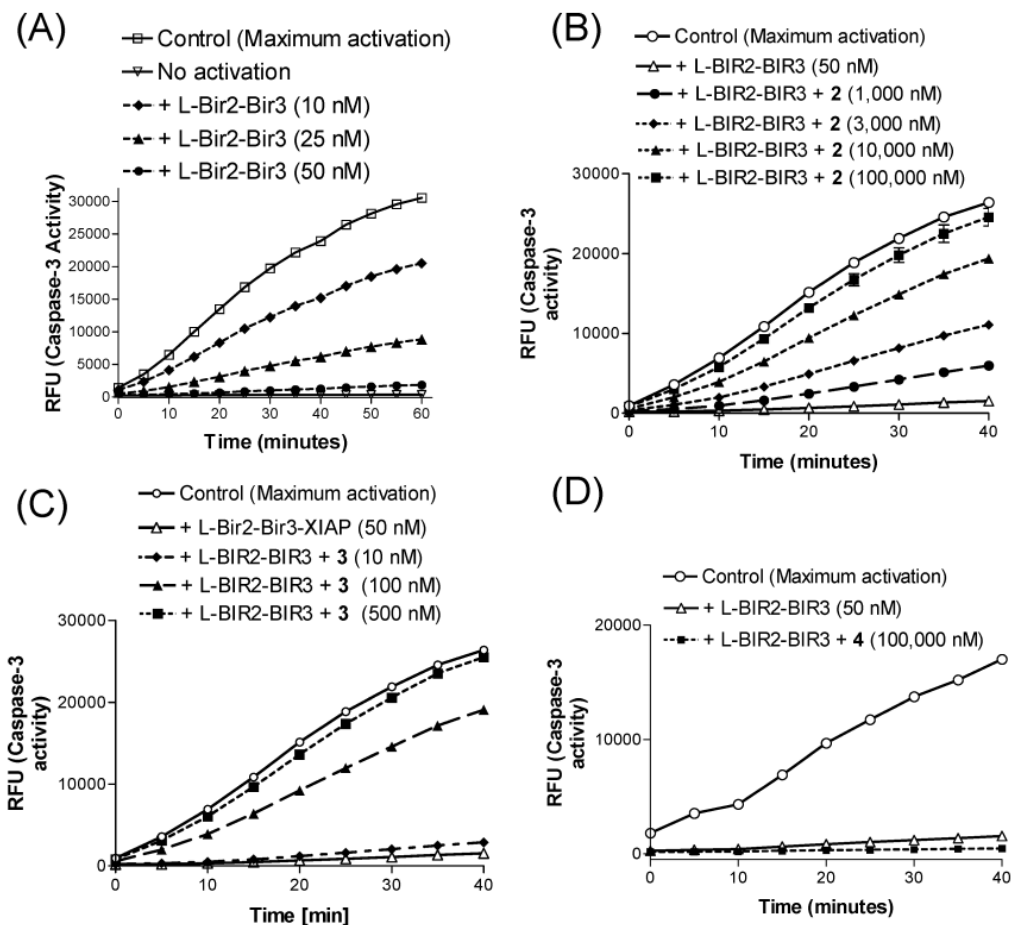 (A)
Control (Maximum activation)
No activation
+ L-Bir2-Bir3 (10 nM)
+ L-Bir2-Bir3 (25 nM)
+ L-Bir2-Bir3 (50 nM)
RFU (Caspase-3 Activity)
30000
25000
20000
15000
10000
5000
0
0 10 20 30 40 50 60
Time (minutes)
(B)
Control (Maximum activation)
+ L-BIR2-BIR3 (50 nM)
+ L-BIR2-BIR3 + 2 (1,000 nM)
+ L-BIR2-BIR3 + 2 (3,000 nM)
+ L-BIR2-BIR3 + 2 (10,000 nM)
+ L-BIR2-BIR3 + 2 (100,000 nM)
RFU (Caspase-3
activity)
30000
20000
10000
0
0 10 20 30 40
Time (minutes)
(C)
Control (Maximum activation)
+ L-Bir2-Bir3-XIAP (50 nM)
+ L-BIR2-BIR3 + 3 (10 nM)
+ L-BIR2-BIR3 + 3 (100 nM)
+ L-BIR2-BIR3 + 3 (500 nM)
RFU (Caspase-3
activity)
30000
20000
10000
0
0 10 20 30 40
Time [min]
(D)
Control (Maximum activation)
+ L-BIR2-BIR3 (50 nM)
+ L-BIR2-BIR3 + 4 (100,000 nM)
RFU (Caspase-3
activity)
20000
10000
0
0 10 20 30 40
Time (minutes)